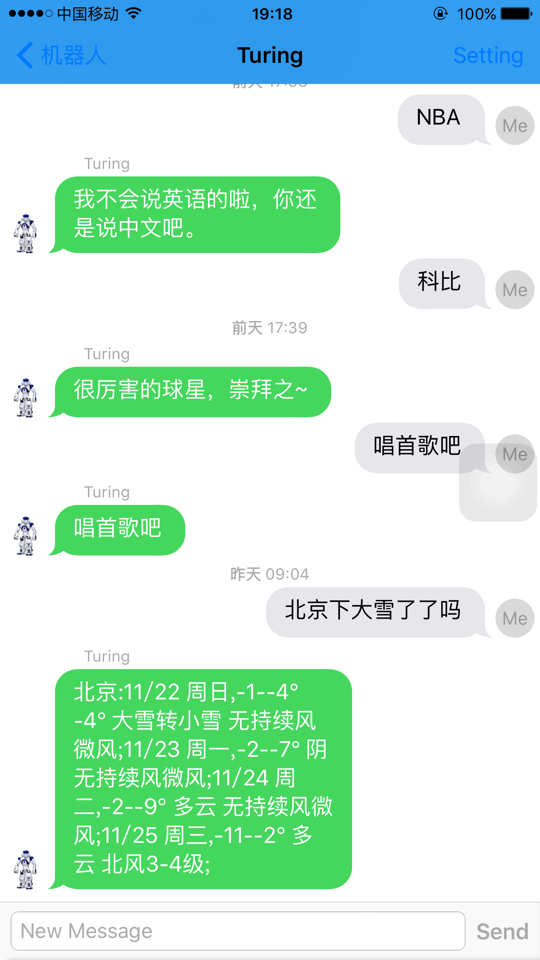 中国移动 19:18 100%
机器人 Turing Setting
NBA
Me
Turing
我不会说英语的啦，你还
是说中文吧。
科比
Me
前天 17:39
Turing
很厉害的球星，崇拜之~
唱首歌吧
Me
Turing
唱首歌吧
昨天 09:04
北京下大雪了了吗
Me
Turing
北京:11/22 周日,-1--4°
-4° 大雪转小雪 无持续风
微风;11/23 周一,-2--7° 阴
无持续风微风;11/24 周
二,-2--9° 多云 无持续风微
风;11/25 周三,-11--2° 多
云 北风3-4级;
New Message Send